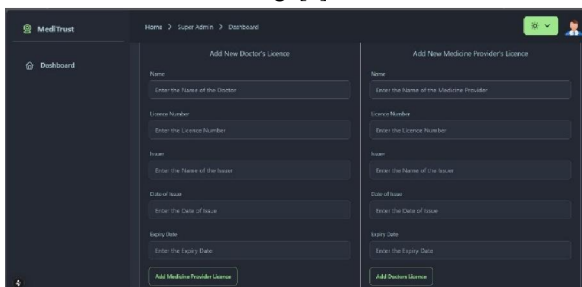 MediTrust
Home > Super Admin > Dashboard
Dashboard
Add New Doctor's Licence
Name
Enter the Name of the Doctor
Licence Number
Enter the Licence Number
Issuer
Enter the Name of the Issuer
Date of Issue
Enter the Date of Issue
Expiry Date
Enter the Expiry Date
Add Medicine Provider Licence
Add New Medicine Provider's Licence
Name
Enter the Name of the Medicine Provider
Licence Number
Enter the Licence Number
Issuer
Enter the Name of the Issuer
Date of Issue
Enter the Date of Issue
Expiry Date
Enter the Expiry Date
Add Doctors Licence